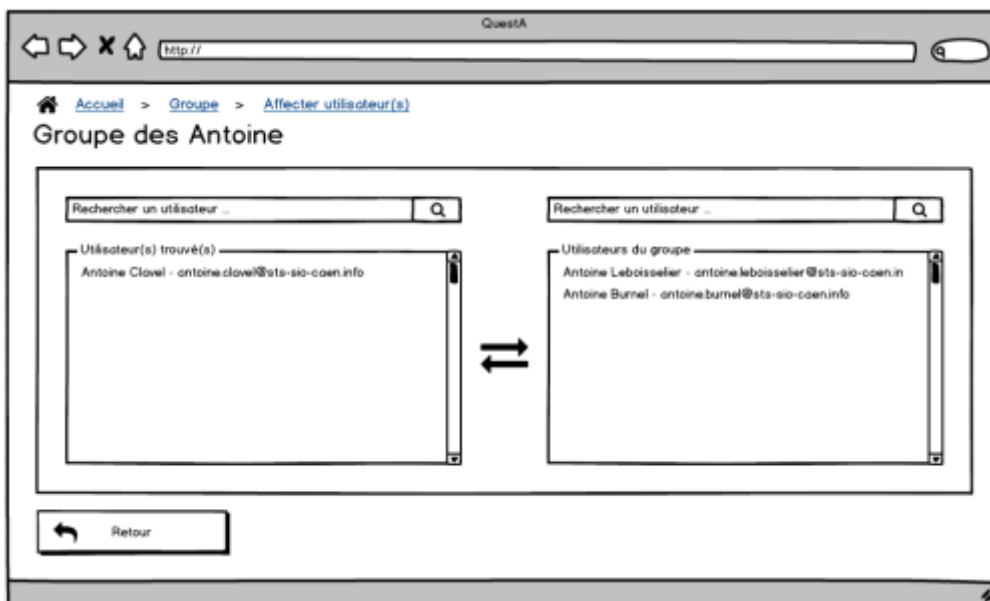 QuestA
http://
Accueil > Groupe > Affecter utilisateur(s)
Groupe des Antoine
Rechercher un utilisateur ...
Rechercher un utilisateur ...
Utilisateur(s) trouvé(s)
Antoine Clavel - antoine.clavel@sts-sio-caen.info
Utilisateurs du groupe
Antoine Leboisselier - antoine.leboisselier@sts-sio-caen.in
Antoine Burnel - antoine.burnel@sts-sio-caen.info
Retour